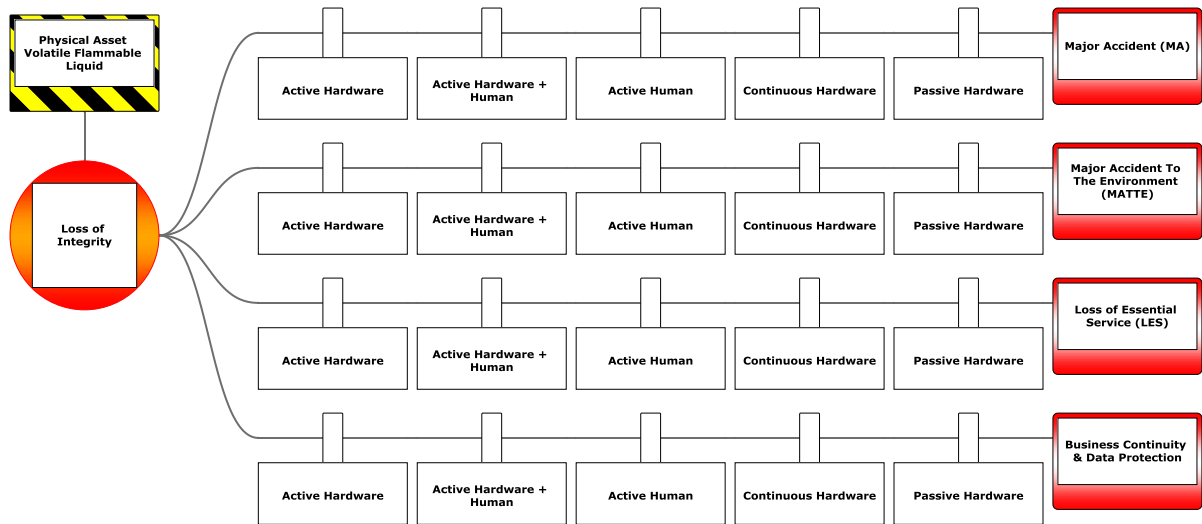 Physical Asset
Volatile Flammable
Liquid
Loss of
Integrity
Active Hardware
Active Hardware +
Human
Active Human
Continuous Hardware
Passive Hardware
Major Accident (MA)
Active Hardware
Active Hardware +
Human
Active Human
Continuous Hardware
Passive Hardware
Major Accident To
The Environment
(MATTE)
Active Hardware
Active Hardware +
Human
Active Human
Continuous Hardware
Passive Hardware
Loss of Essential
Service (LES)
Active Hardware
Active Hardware +
Human
Active Human
Continuous Hardware
Passive Hardware
Business Continuity
& Data Protection